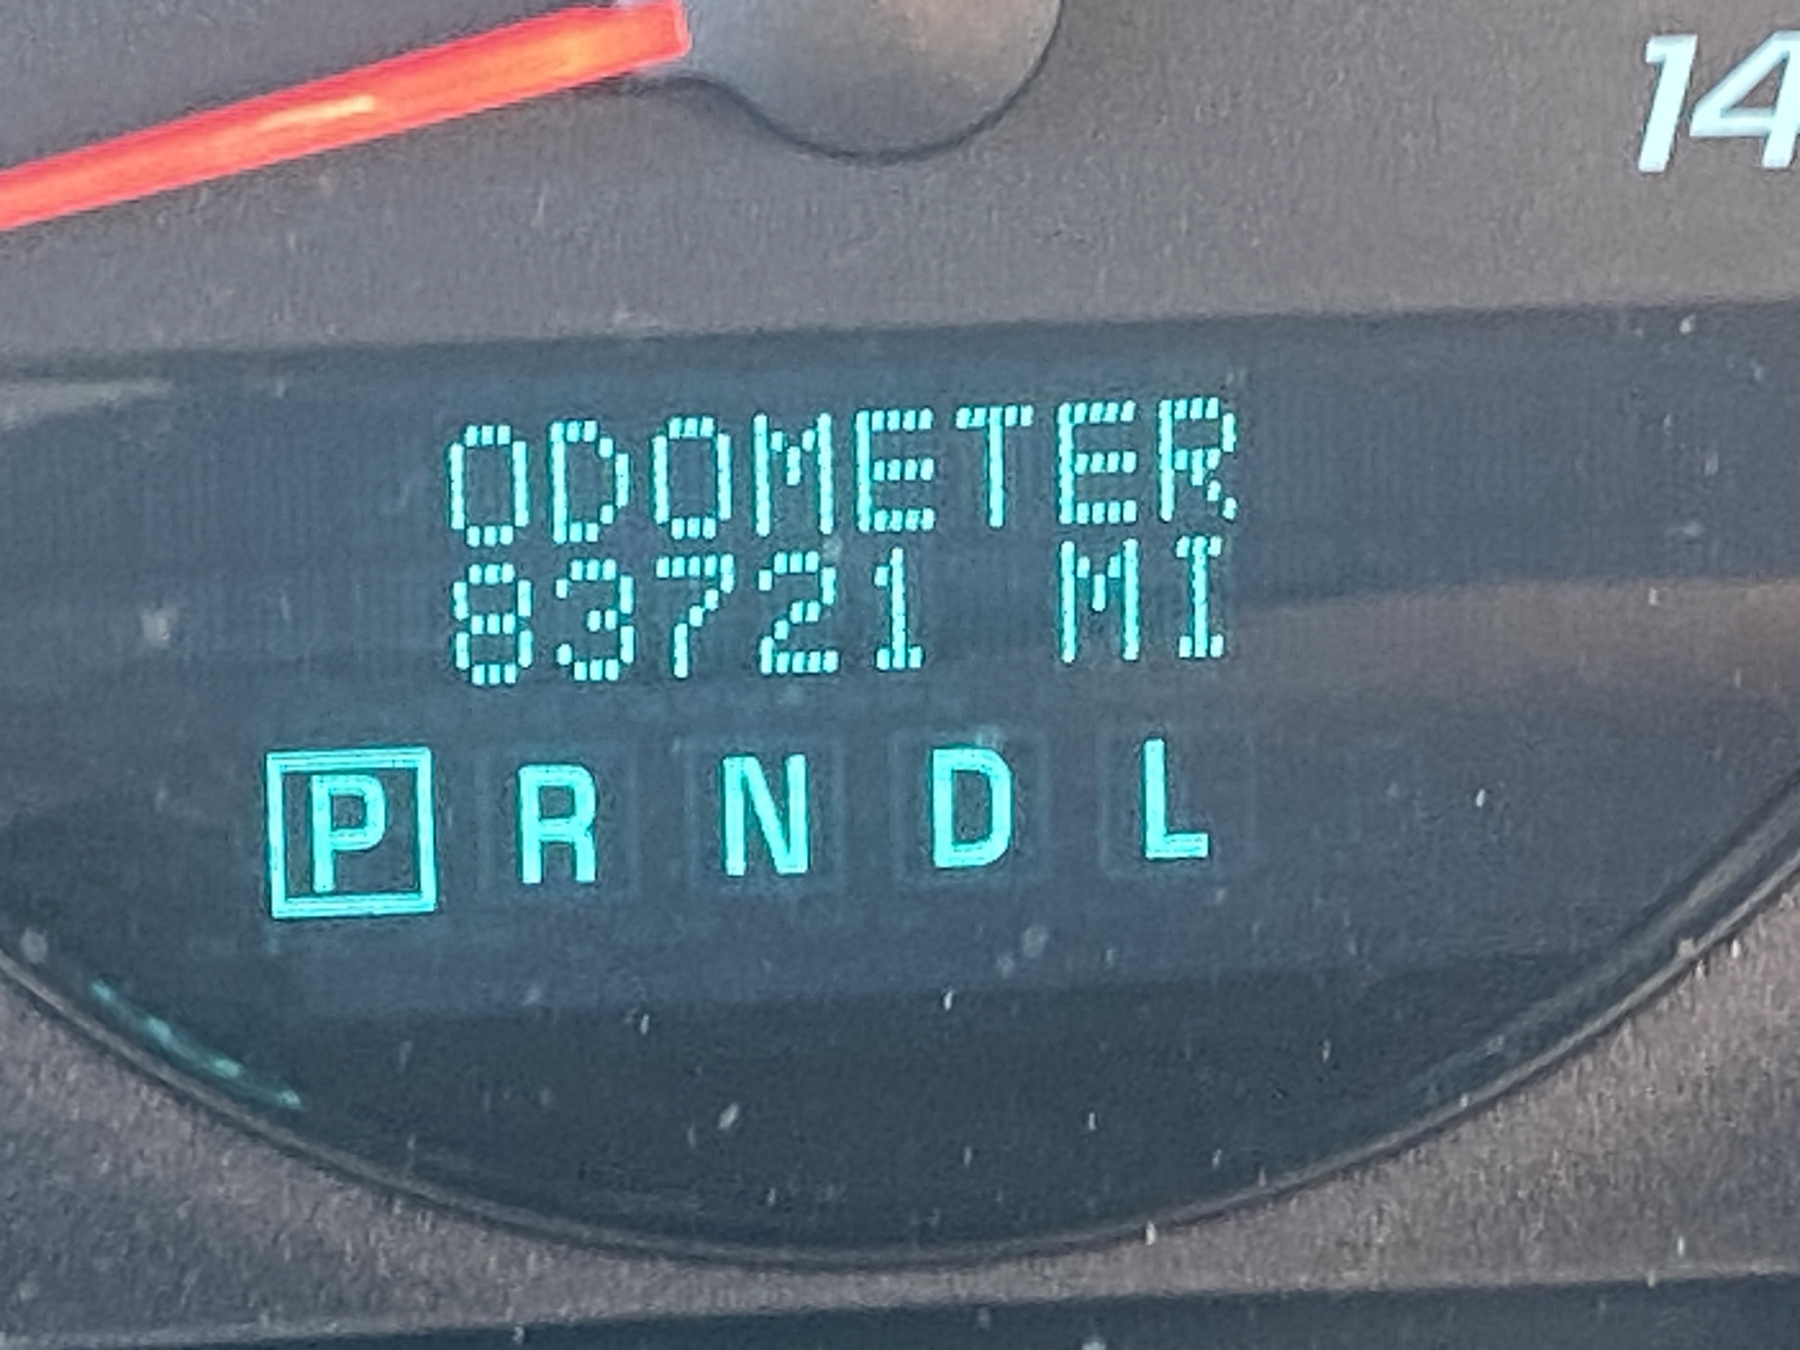 14
ODOMETER
83721 MI
P R N D L